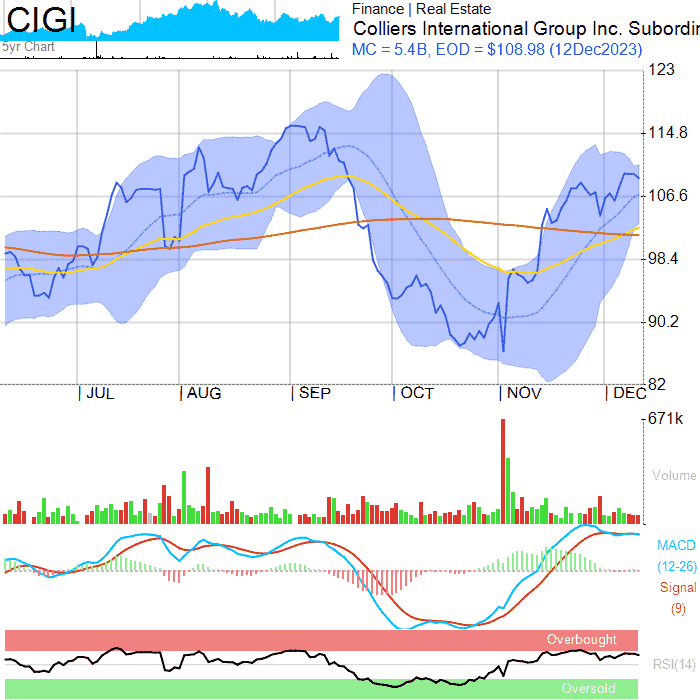 CIGI
5yr Chart
Finance | Real Estate
Colliers International Group Inc. Subordin
MC = 5.4B, EOD = $108.98 (12Dec2023)
123
114.8
106.6
98.4
90.2
82
JUL
AUG
SEP
OCT
NOV
DEC
671k
Volume
MACD
(12-26)
Signal
(9)
Overbought
RSI(14)
Oversold